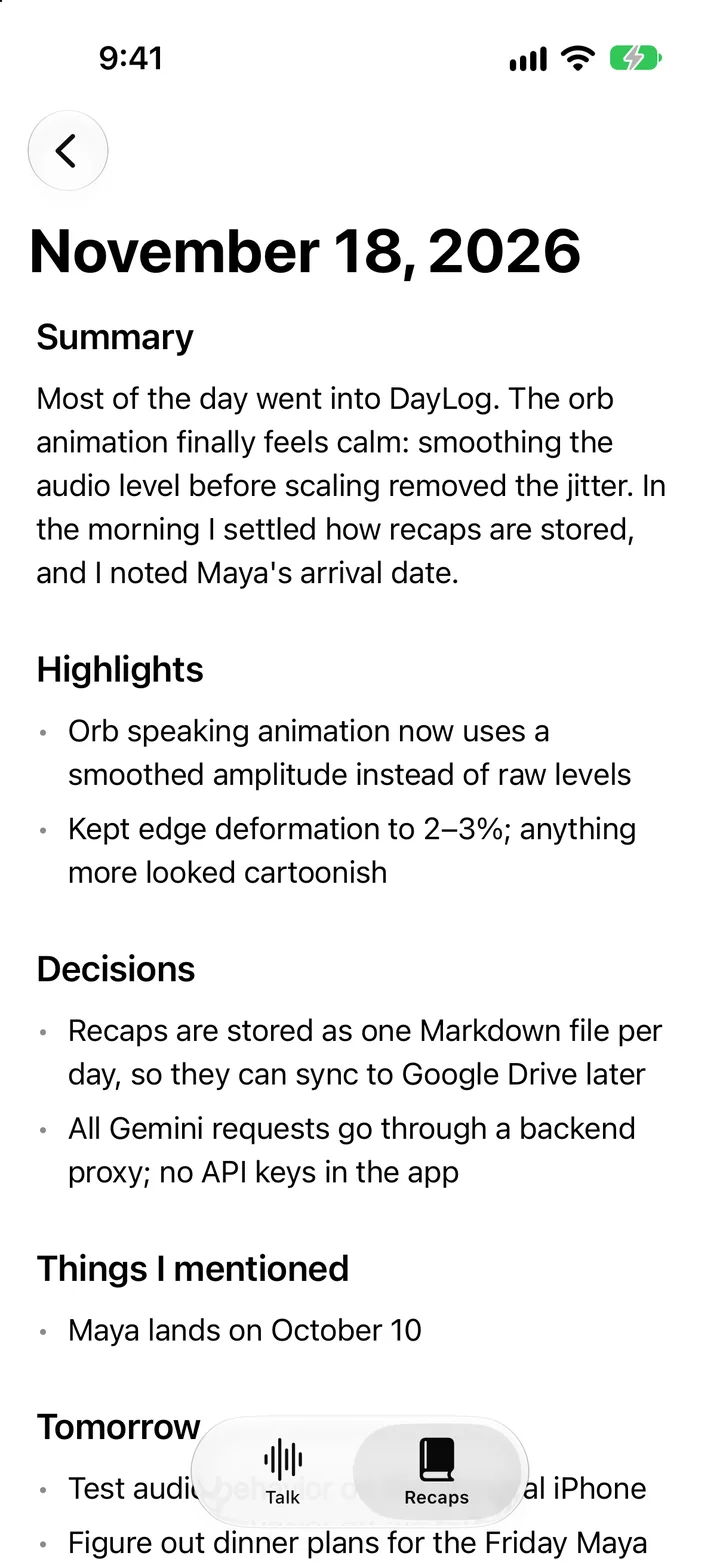 9:41
November 18, 2026
Summary
Most of the day went into DayLog. The orb
animation finally feels calm: smoothing the
audio level before scaling removed the jitter. In
the morning I settled how recaps are stored,
and I noted Maya's arrival date.
Highlights
• Orb speaking animation now uses a
smoothed amplitude instead of raw levels
• Kept edge deformation to 2–3%; anything
more looked cartoonish
Decisions
• Recaps are stored as one Markdown file per
day, so they can sync to Google Drive later
• All Gemini requests go through a backend
proxy; no API keys in the app
Things I mentioned
• Maya lands on October 10
Tomorrow
• Test audio behavior iPhone
• Figure out dinner plans for the Friday Maya
Talk
Recaps